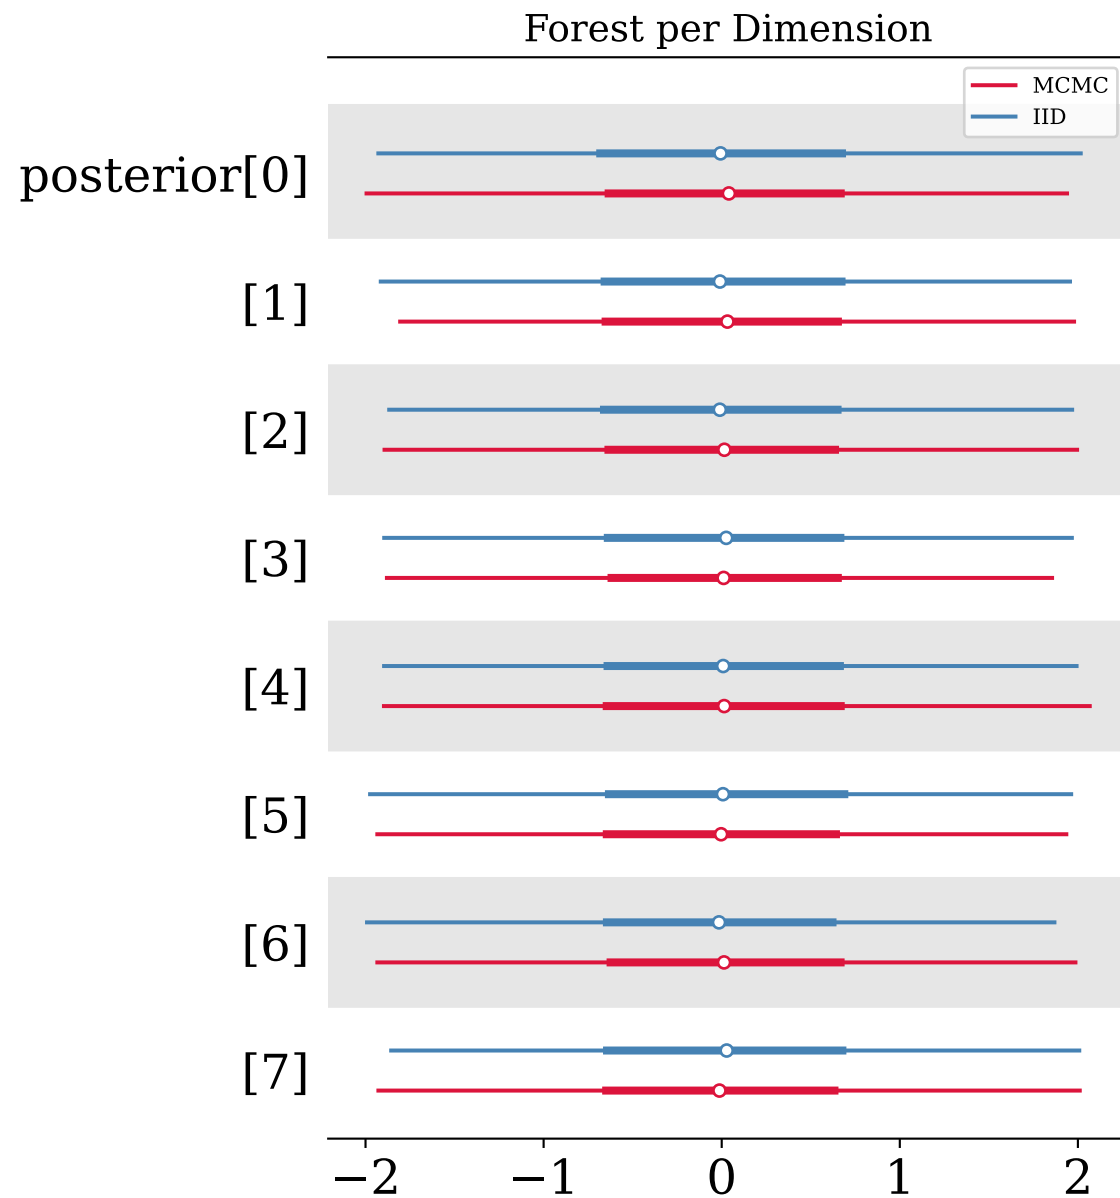 Forest per Dimension
MCMC
IID
posterior[0]
[1]
[2]
[3]
[4]
[5]
[6]
[7]
−2 −1 0 1 2